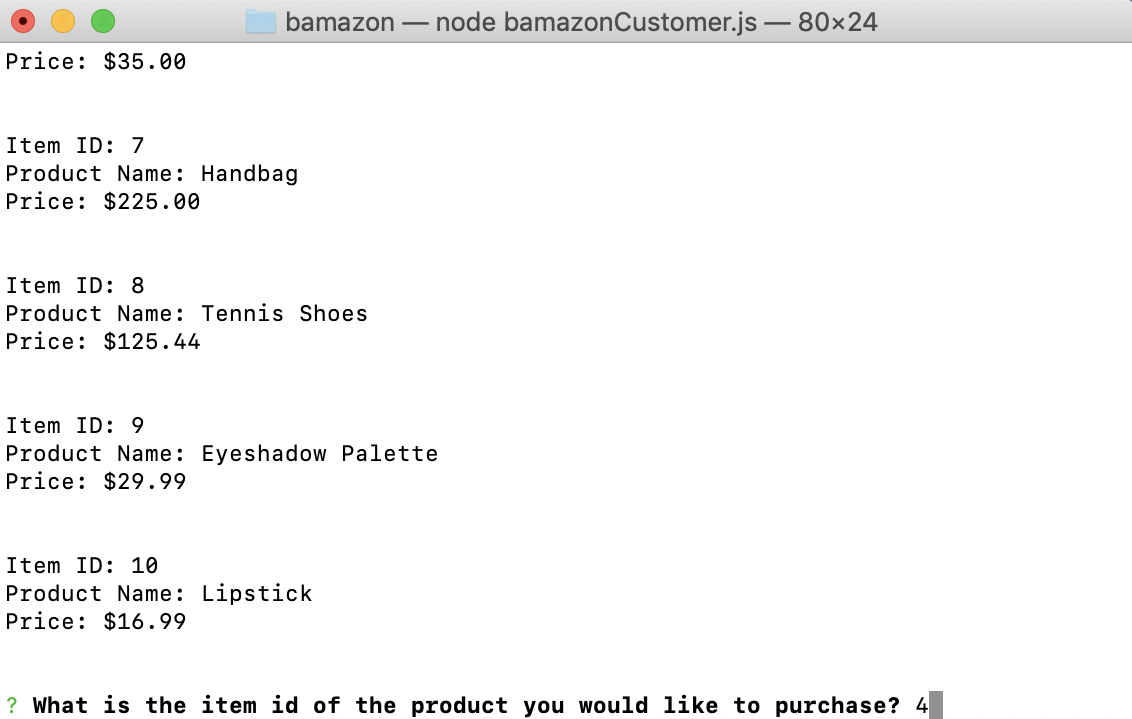 bamazon — node bamazonCustomer.js — 80×24
Price: $35.00
Item ID: 7
Product Name: Handbag
Price: $225.00
Item ID: 8
Product Name: Tennis Shoes
Price: $125.44
Item ID: 9
Product Name: Eyeshadow Palette
Price: $29.99
Item ID: 10
Product Name: Lipstick
Price: $16.99
? What is the item id of the product you would like to purchase? 4